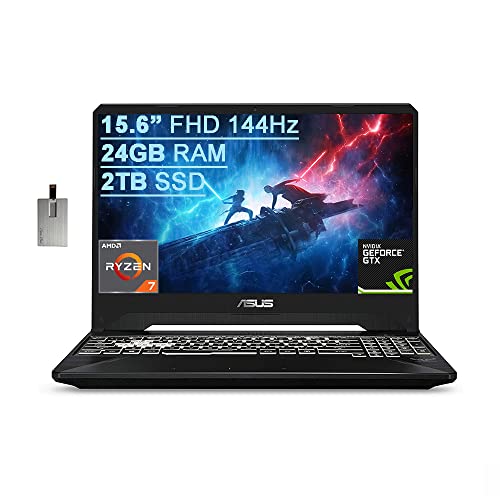 15.6” FHD 144Hz
24GB RAM
2TB SSD
AMD
RYZEN
7
NVIDIA
GEFORCE
GTX
ASUS